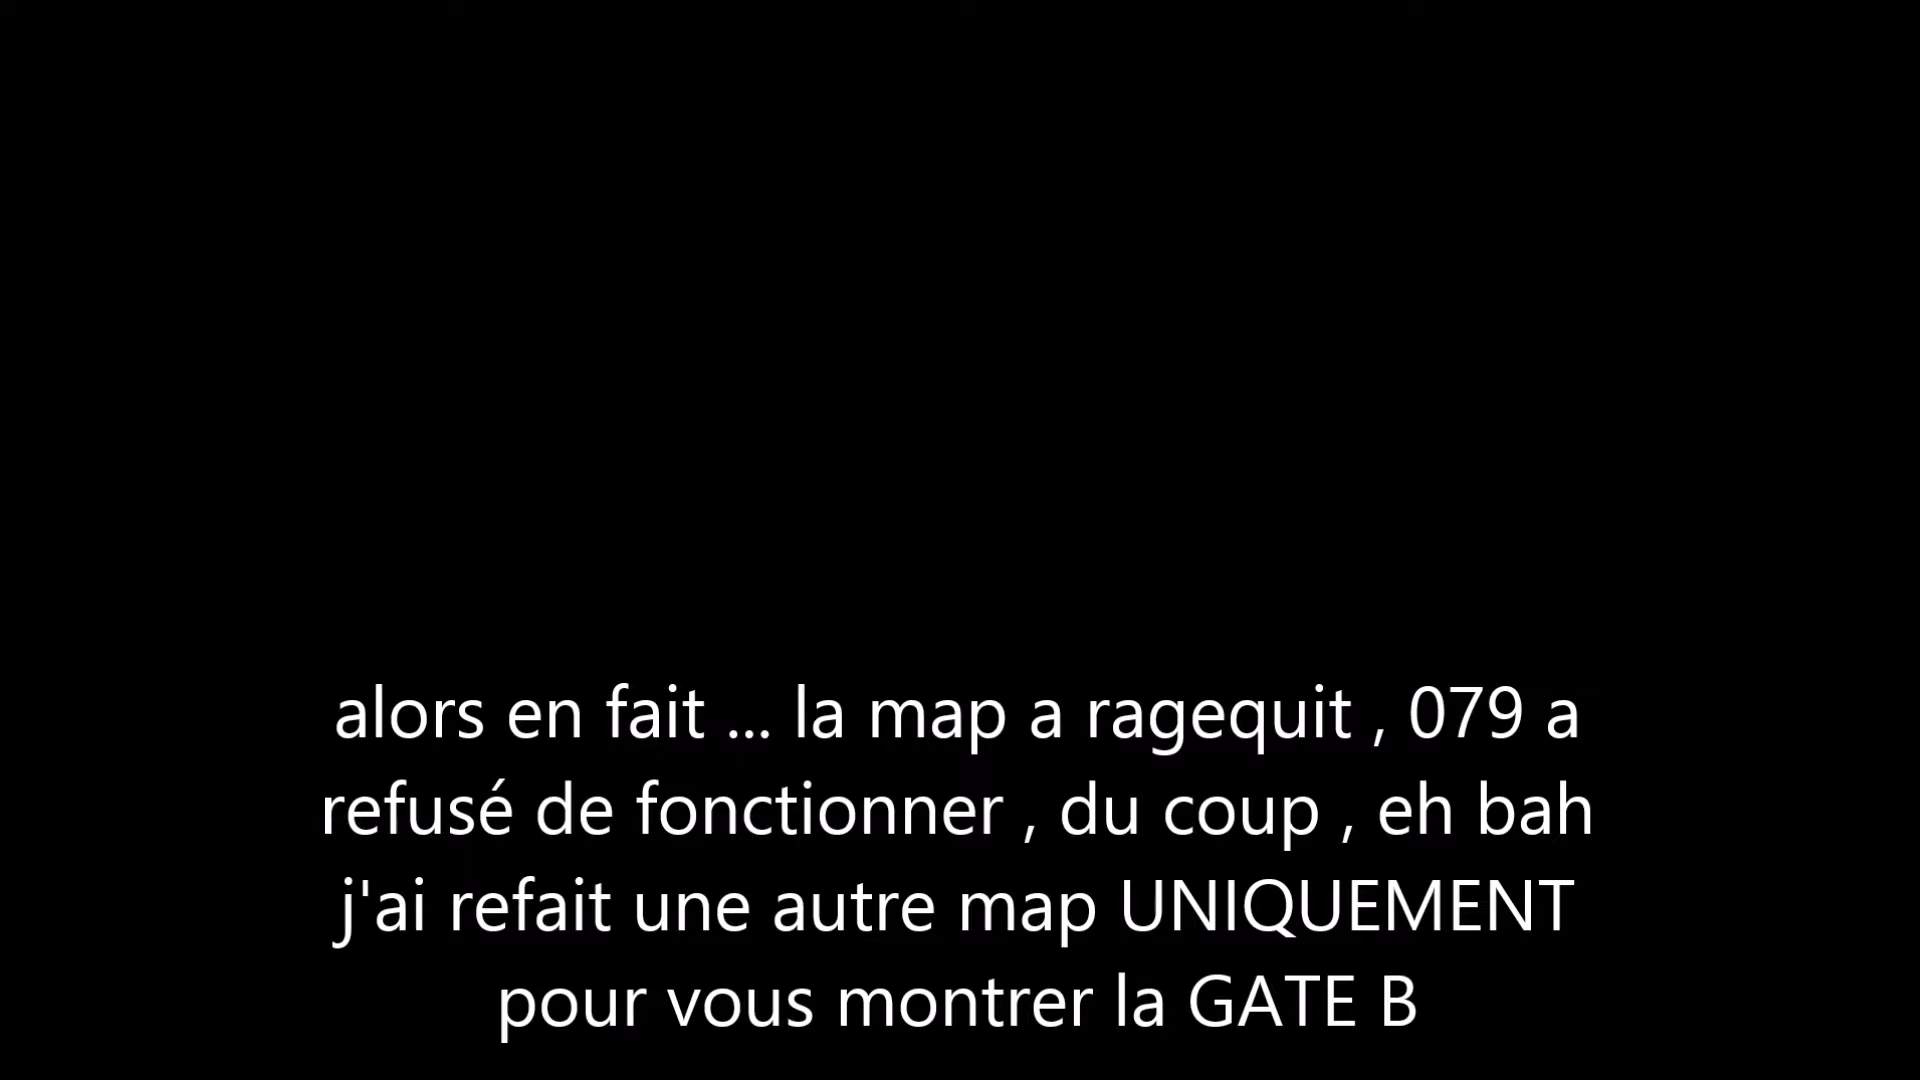 alors en fait ... la map a ragequit , 079 a
refusé de fonctionner , du coup , eh bah
j'ai refait une autre map UNIQUEMENT
pour vous montrer la GATE B